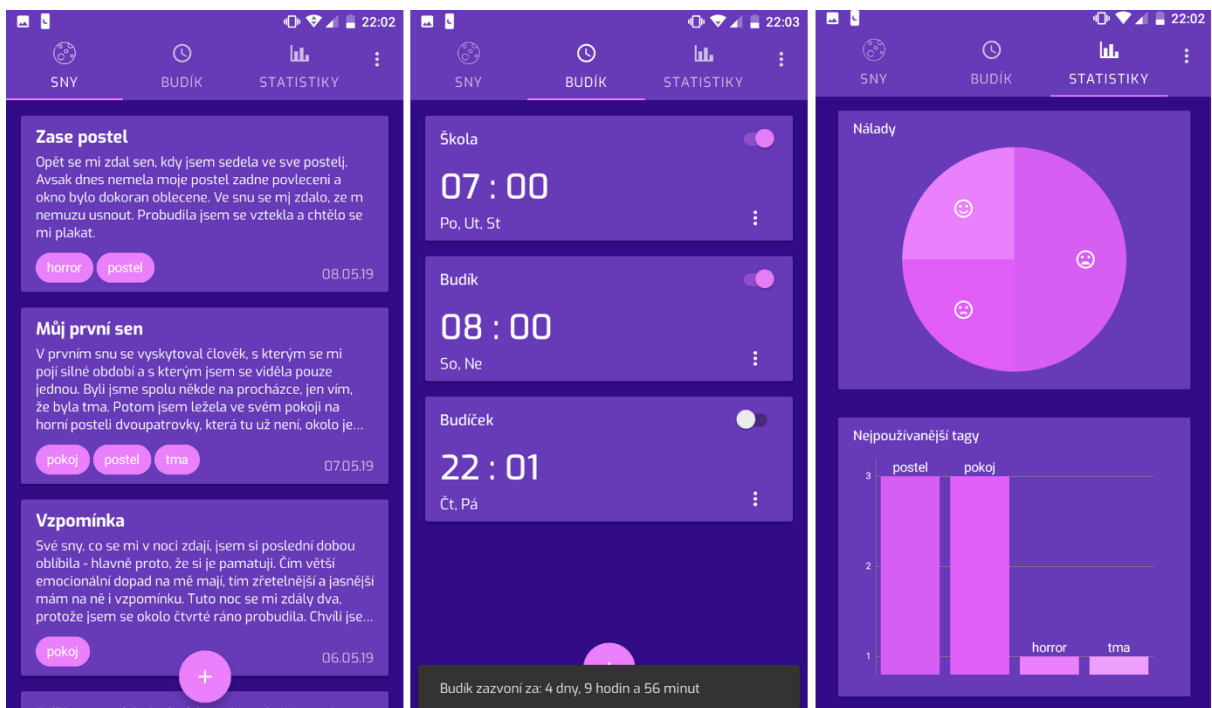 22:02
SNY BUDÍK STATISTIKY
Zase postel
Opět se mi zdal sen, kdy jsem sedela ve sve postelj.
Avsak dnes nemela moje postel zadne povleceni a
okno bylo dokoran oblecene. Ve snu se mj zdalo, ze m
nemuzu usnout. Probudila jsem se vztekla a chtělo se
mi plakat.
horror postel
08.05.19
Můj první sen
V prvním snu se vyskytoval člověk, s kterým se mi
pojí silné období a s kterým jsem se viděla pouze
jednou. Byli jsme spolu někde na procházce, jen vím,
že byla tma. Potom jsem ležela ve svém pokoji na
horní posteli dvoupatrovky, která tu už není, okolo je...
pokoj postel tma
07.05.19
Vzpomínka
Své sny, co se mi v noci zdají, jsem si poslední dobou
oblíbila - hlavně proto, že si je pamatuji. Čím větší
emocionální dopad na mě mají, tím zřetelnější a jasnější
mám na ně i vzpomínku. Tuto noc se mi zdály dva,
protože jsem se okolo čtvrté ráno probudila. Chvíli jse...
pokoj
06.05.19
22:03
SNY BUDÍK STATISTIKY
Škola
07 : 00
Po, Ut, St
Budík
08 : 00
So, Ne
Budíček
22 : 01
Čt, Pá
Budík zazvoní za: 4 dny, 9 hodin a 56 minut
22:02
SNY BUDÍK STATISTIKY
Nálady
Nejpoužívanější tagy
3
postel pokoj
2
horror tma
1